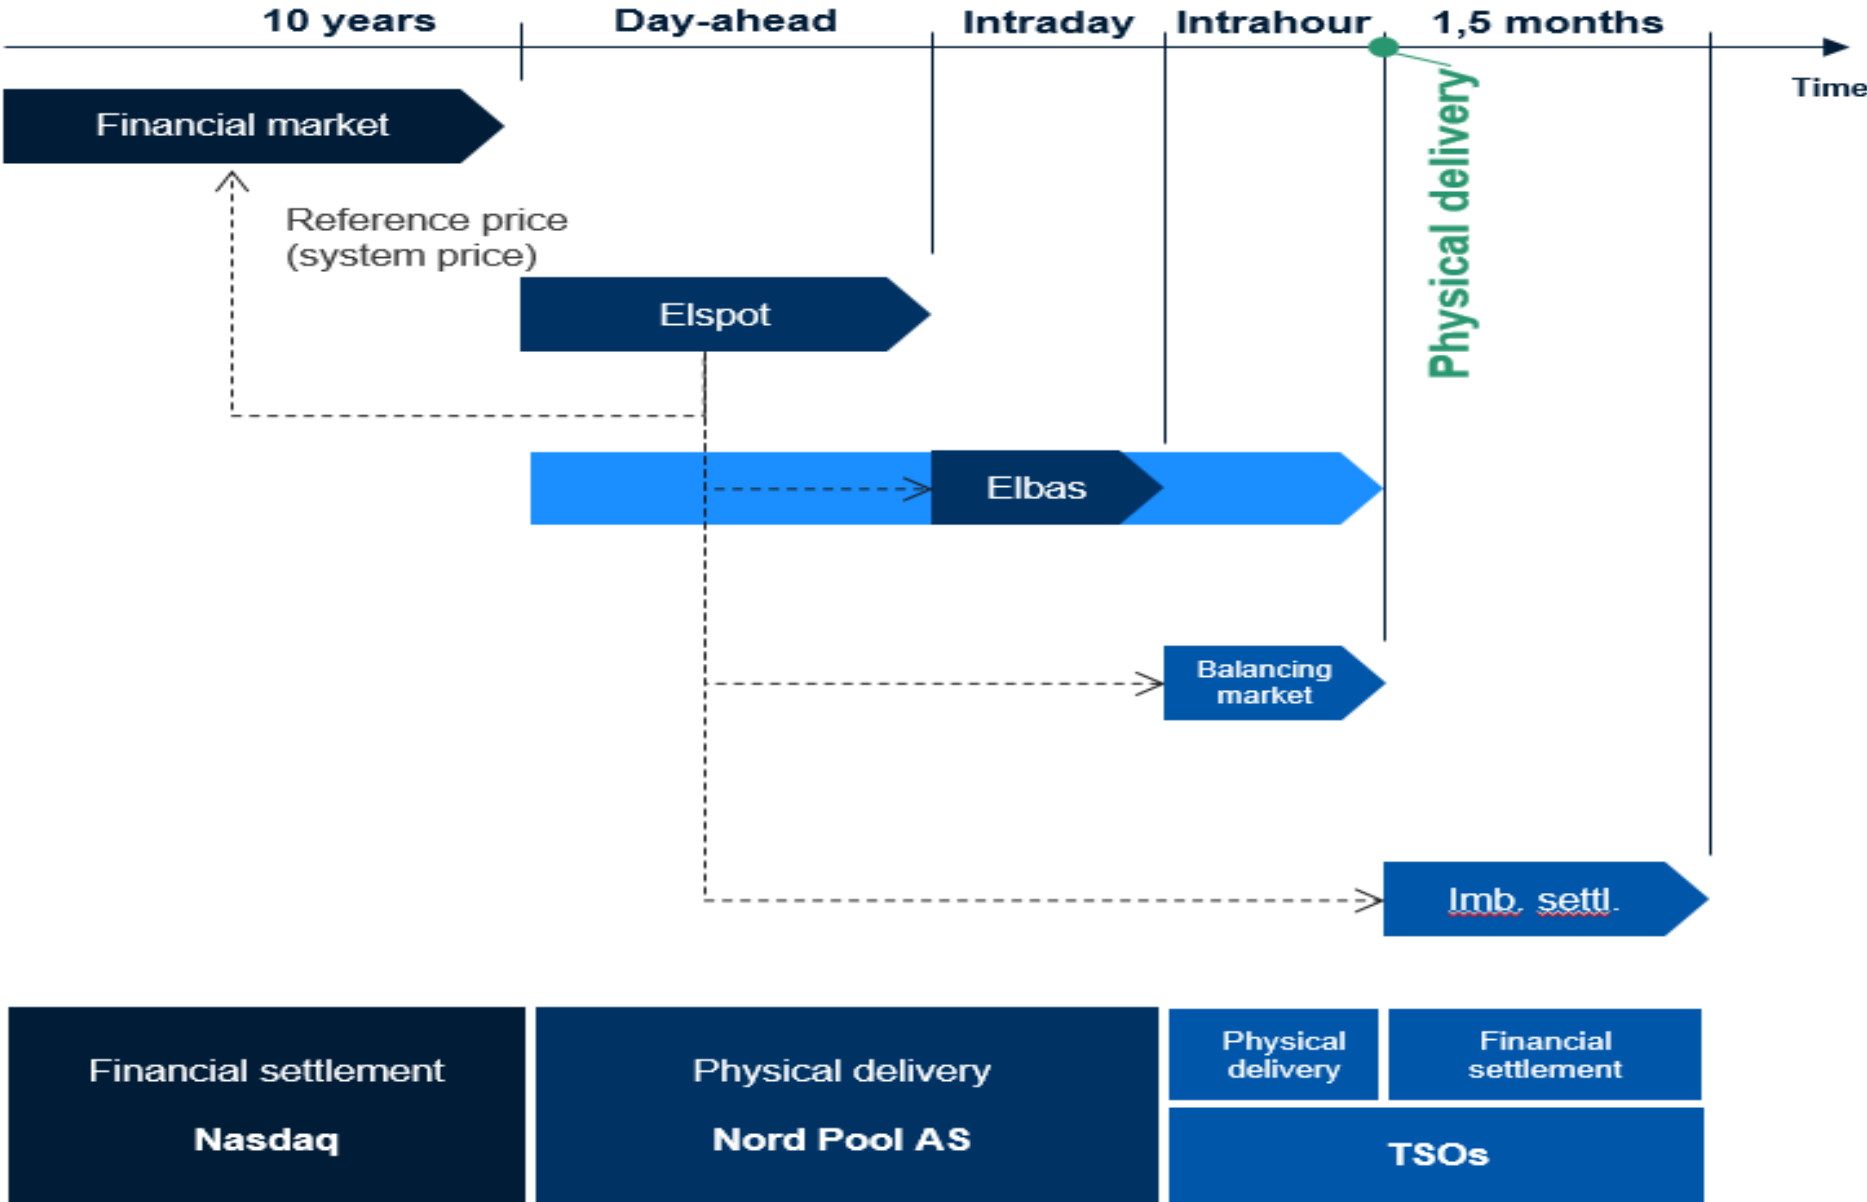 10 years
Day-ahead
Intraday
Intrahour
1,5 months
Time
Financial market
Physical delivery
Reference price
(system price)
Elspot
Elbas
Balancing
market
Imb. settl.
Financial settlement
Nasdaq
Physical delivery
Nord Pool AS
Physical
delivery
Financial
settlement
TSOs